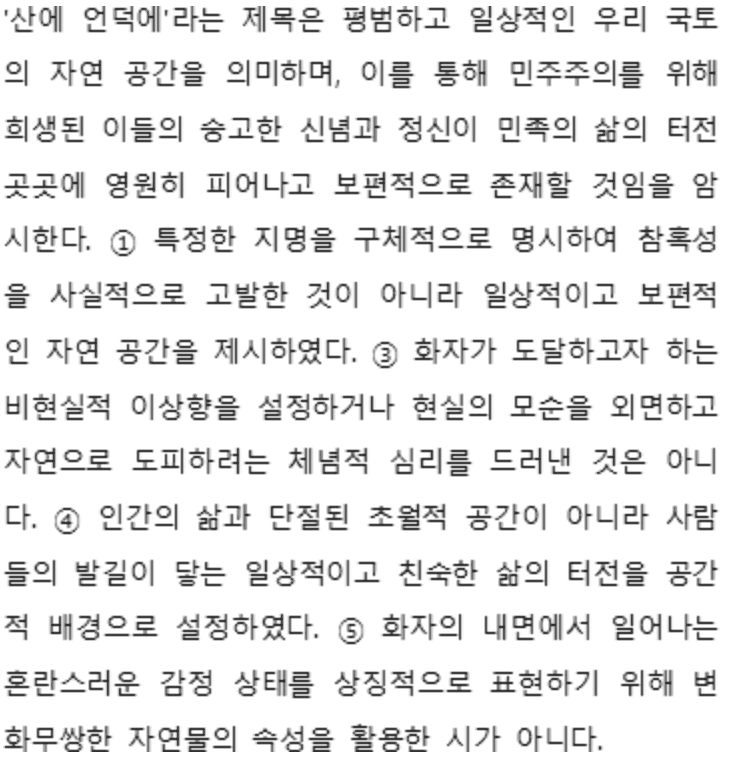 '산에 언덕에'라는 제목은 평범하고 일상적인 우리 국토
의 자연 공간을 의미하며, 이를 통해 민주주의를 위해
희생된 이들의 숭고한 신념과 정신이 민족의 삶의 터전
곳곳에 영원히 피어나고 보편적으로 존재할 것임을 암
시한다. ① 특정한 지명을 구체적으로 명시하여 참혹성
을 사실적으로 고발한 것이 아니라 일상적이고 보편적
인 자연 공간을 제시하였다. ③ 화자가 도달하고자 하는
비현실적 이상향을 설정하거나 현실의 모순을 외면하고
자연으로 도피하려는 체념적 심리를 드러낸 것은 아니
다. ④ 인간의 삶과 단절된 초월적 공간이 아니라 사람
들의 발길이 닿는 일상적이고 친숙한 삶의 터전을 공간
적 배경으로 설정하였다. ⑤ 화자의 내면에서 일어나는
혼란스러운 감정 상태를 상징적으로 표현하기 위해 변
화무쌍한 자연물의 속성을 활용한 시가 아니다.